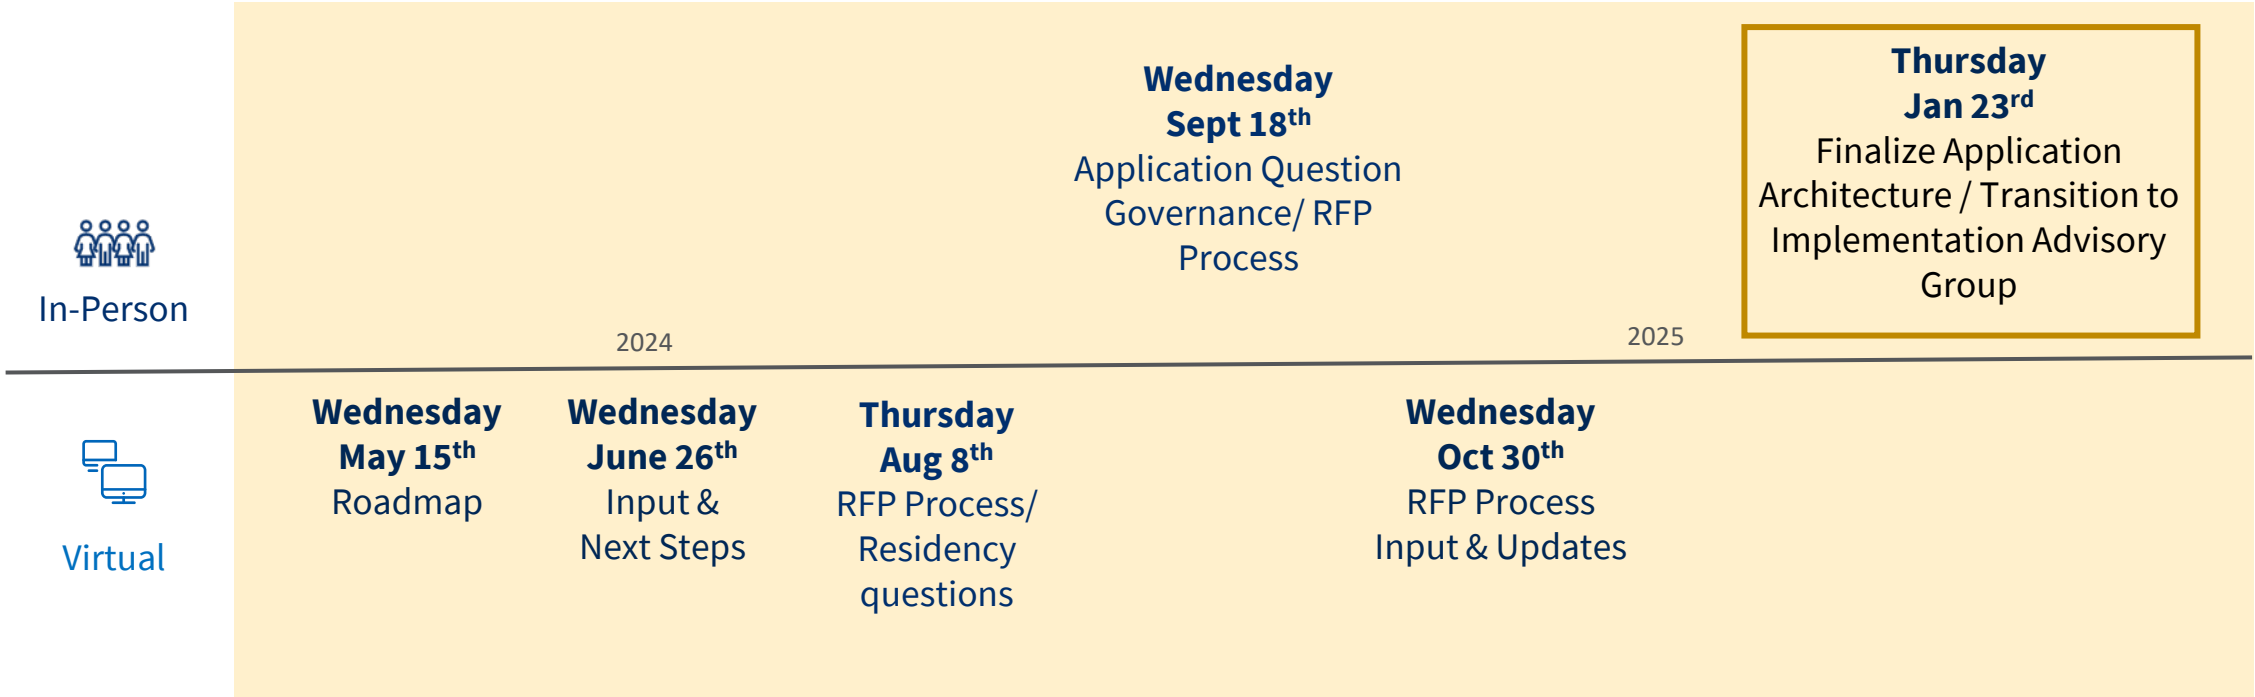 Wednesday
Sept 18th
Application Question
Governance/ RFP
Process
Thursday
Jan 23rd
Finalize Application
Architecture / Transition to
Implementation Advisory
Group
In-Person
2024
2025
Wednesday
May 15th
Roadmap
Wednesday
June 26th
Input &
Next Steps
Thursday
Aug 8th
RFP Process/
Residency
questions
Wednesday
Oct 30th
RFP Process
Input & Updates
Virtual